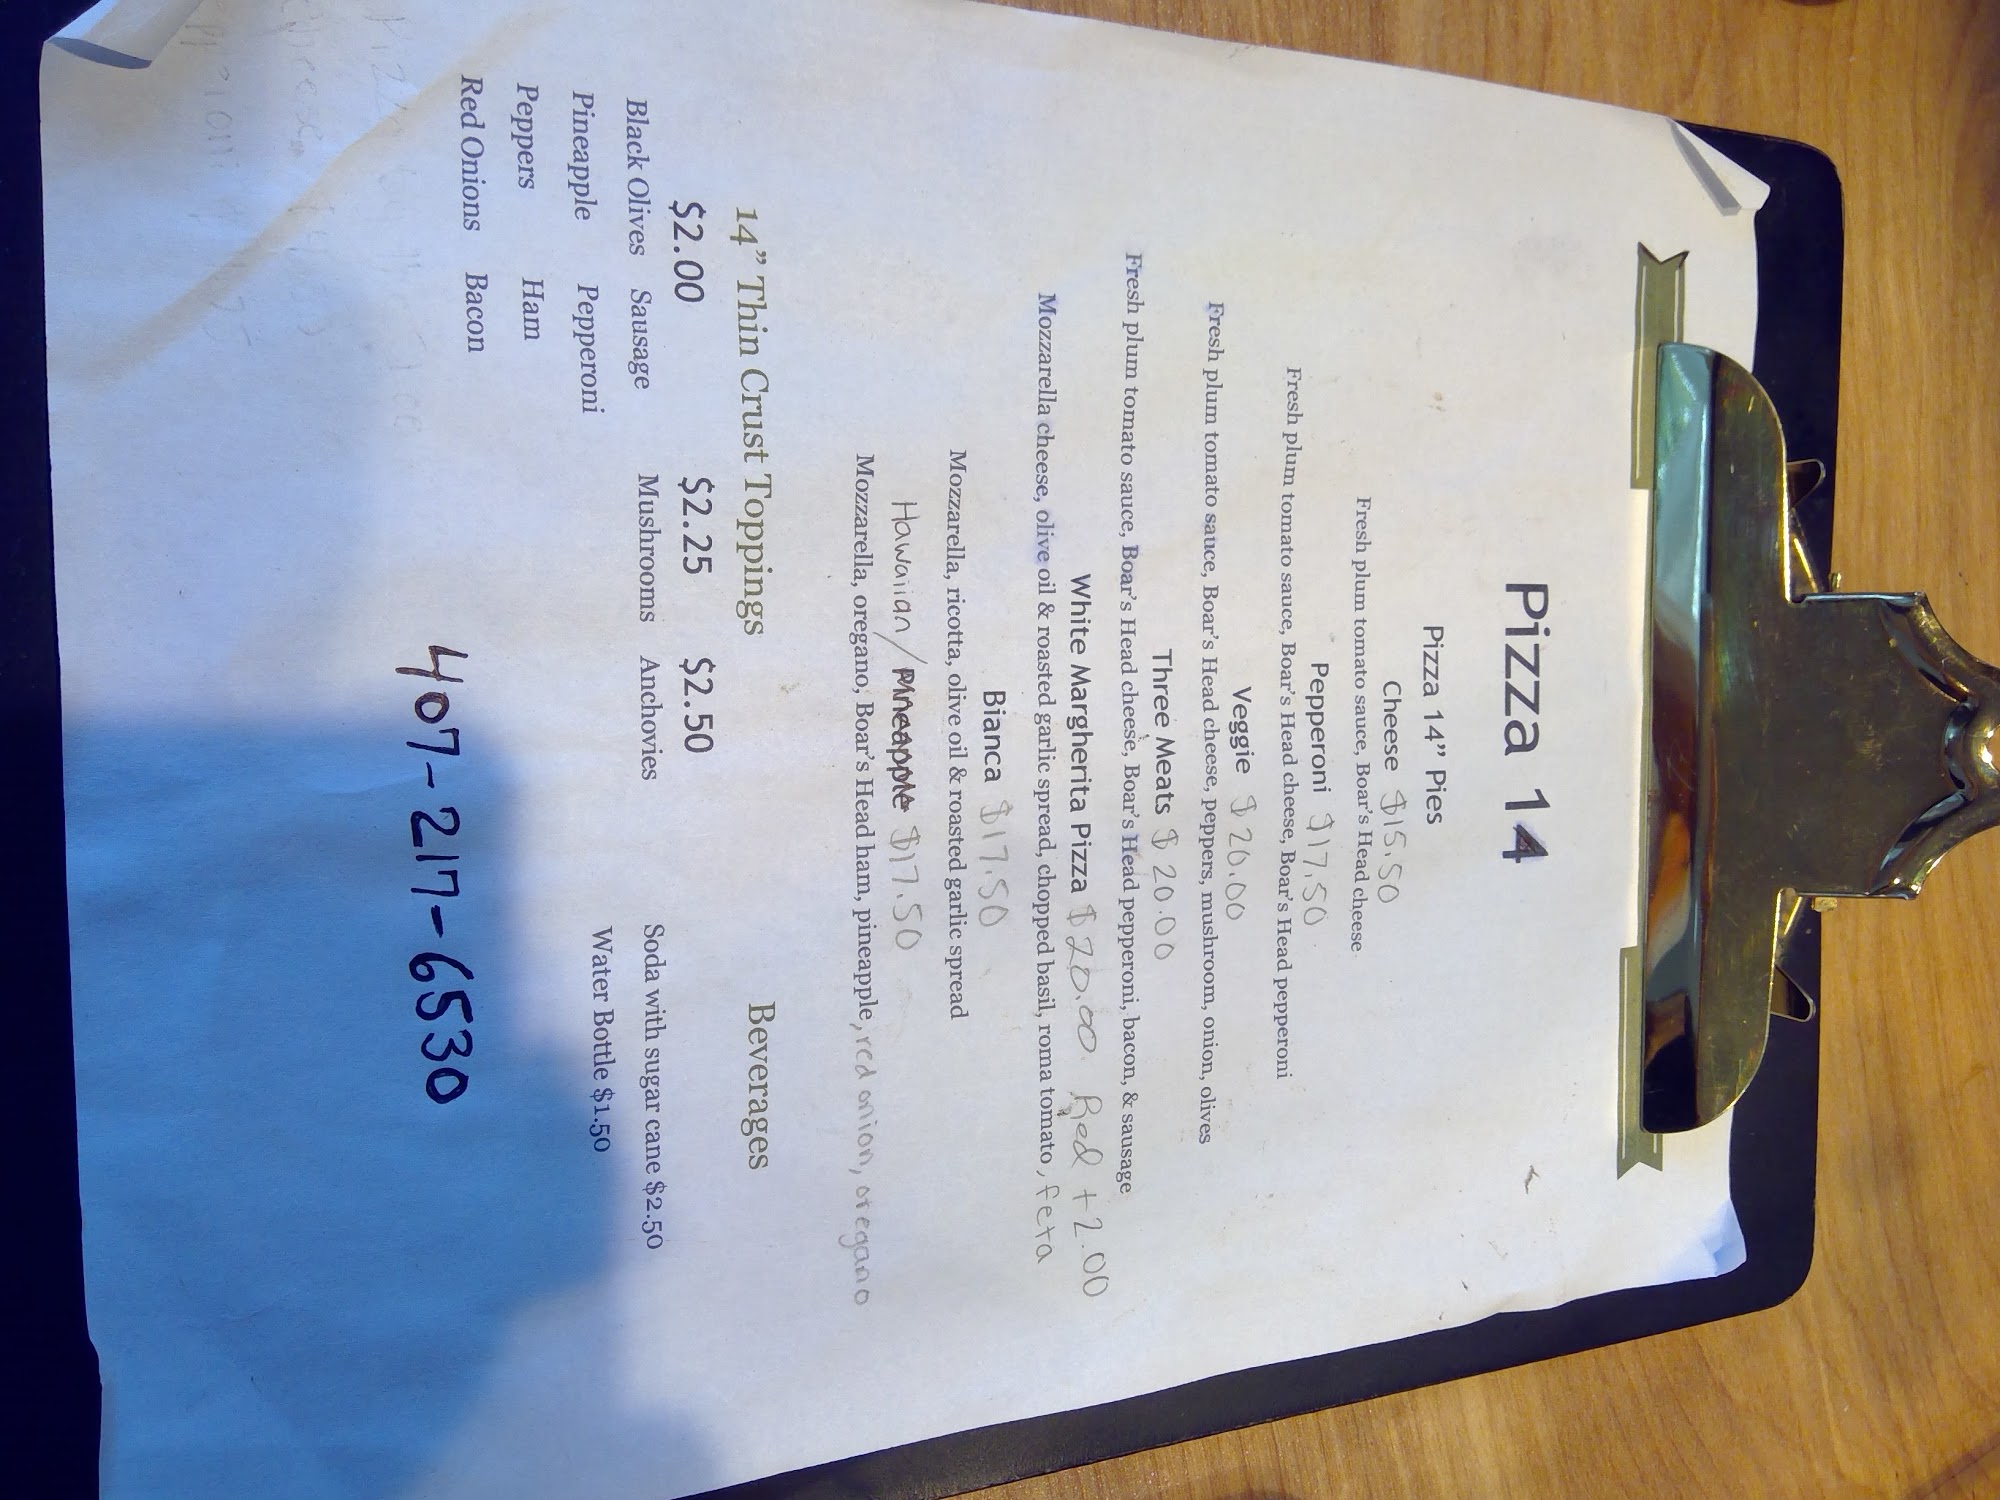 Pizza 14
Pizza 14” Pies
Cheese $15.50
Fresh plum tomato sauce, Boar’s Head cheese
Pepperoni $17.50
Fresh plum tomato sauce, Boar’s Head cheese, Boar’s Head pepperoni
Veggie $20.00
Fresh plum tomato sauce, Boar’s Head cheese, peppers, mushroom, onion, olives
Three Meats $20.00
Fresh plum tomato sauce, Boar’s Head cheese, Boar’s Head pepperoni, bacon, & sausage
White Margherita Pizza $20.00 Red +2.00
Mozzarella cheese, olive oil & roasted garlic spread, chopped basil, roma tomato, feta
Bianca $17.50
Mozzarella, ricotta, olive oil & roasted garlic spread
Hawaiian/Pineapple $17.50
Mozzarella, oregano, Boar’s Head ham, pineapple, red onion, oregano
14” Thin Crust Toppings
$2.00 $2.25 $2.50
Black Olives Sausage Mushrooms Anchovies
Pineapple Pepperoni
Peppers Ham
Red Onions Bacon
Beverages
Soda with sugar cane $2.50
Water Bottle $1.50
407-217-6530